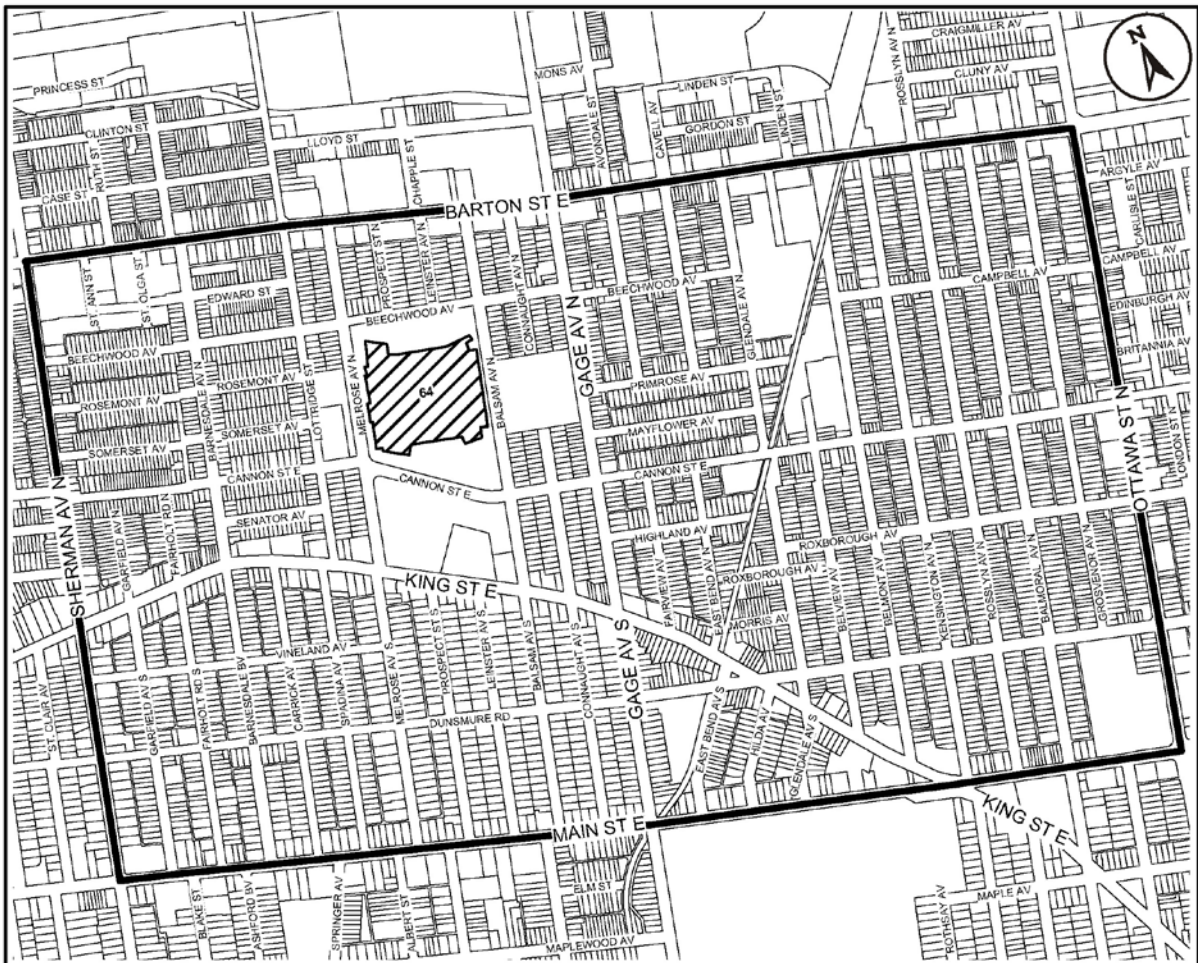 N
CRAIGMILLER AV
CLUNY AV
ROSSLYN AV N
PRINCESS ST
MONS AV
LINDEN ST
CLINTON ST
RUTH ST
LLOYD ST
CHAPPLE ST
AVONDALE ST
CAVELL AV
GORDON ST
LINDEN ST
CASE ST
ARGYLE AV
CARLISLE ST
BARTON ST E
ST. ANN ST
ST. OLGA ST
EDWARD ST
PROSPECT ST N
LEINSTER AV N
CONNAUGHT AV N
BEECHWOOD AV
CAMPBELL AV
CAMPBELL AV
EDINBURGH AV
BEECHWOOD AV
GAGE AV N
GLENDALE AV N
BRITANNIA AV
BEECHWOOD AV
ROSEMONT AV
LOTTRIDGE ST
MELROSE AV N
64
BALSAM AV N
PRIMROSE AV
ROSEMONT AV
BARNESDALE AV N
SOMERSET AV
MAYFLOWER AV
OTTAWA ST N
LONDON ST N
SOMERSET AV
CANNON ST E
CANNON ST E
CANNON ST E
SHERMAN AV N
GARFIELD AV N
FAIRHOLT RD N
SENATOR AV
HIGHLAND AV
ROXBOROUGH AV
KING ST E
FAIRVIEW AV
EAST BEND AV N
ROXBOROUGH AV
MORRIS AV
BELVIEW AV
BELMONT AV
KENSINGTON AV N
ROSSLYN AV N
BALMORAL AV N
GROSVENOR AV N
VINELAND AV
ST. CLAIR AV
GARFIELD AV S
FAIRHOLT RD S
BARNESDALE BV
CARRICK AV
SPADINA AV
MELROSE AV S
PROSPECT ST S
LEINSTER AV S
BALSAM AV S
CONNAUGHT AV S
GAGE AV S
DUNSMURE RD
EAST BEND AV S
HILDA AV
GLENDALE AV S
MAIN ST E
KING ST E
BLAKE ST
ASHFORD BV
SPRINGER AV
ALBERT ST
ELM ST
MAPLEWOOD AV
ROTHSAY AV
MAPLE AV